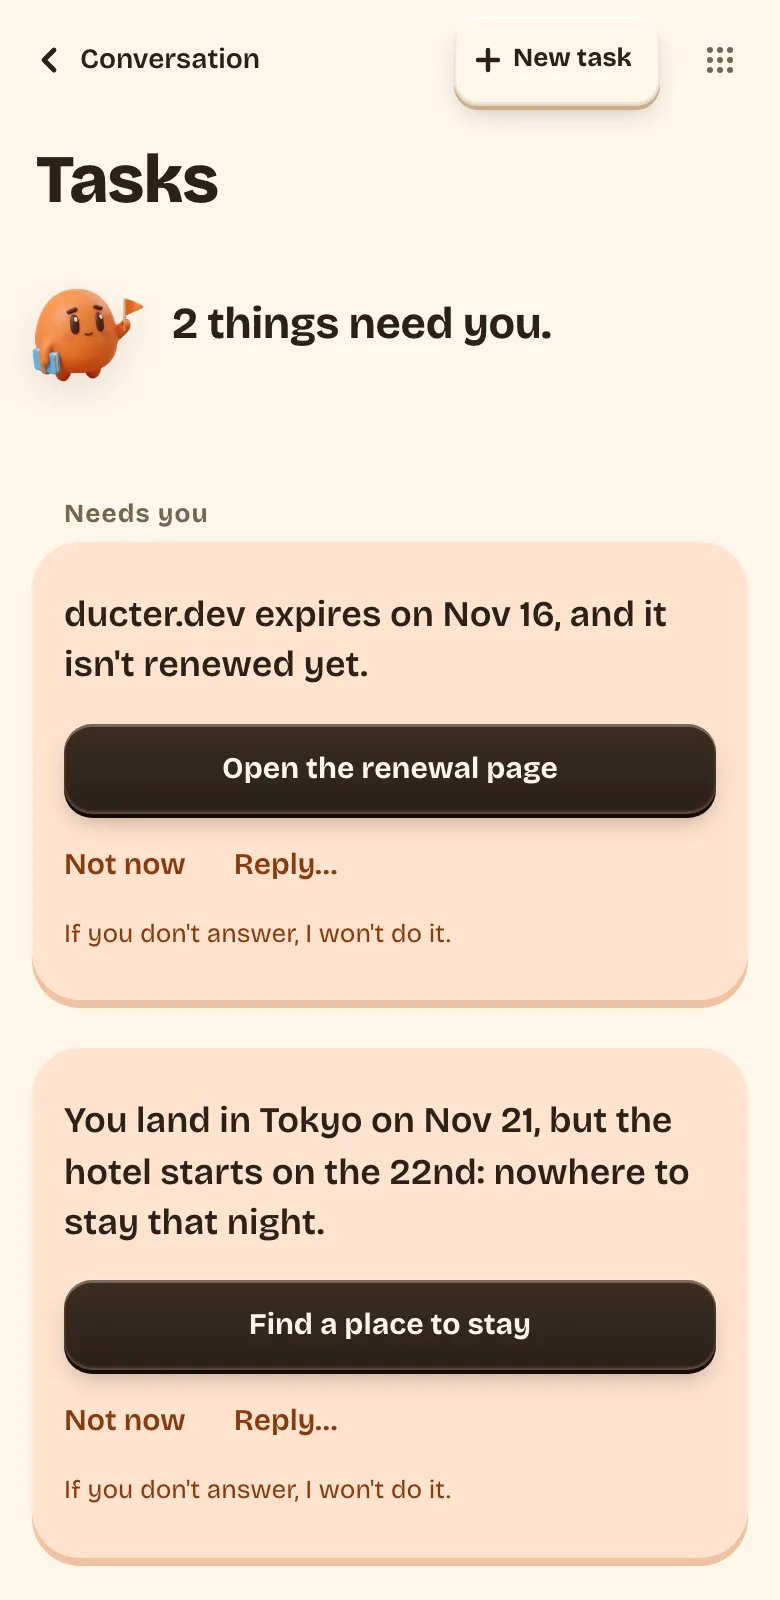 Conversation
New task
Tasks
2 things need you.
Needs you
ducter.dev expires on Nov 16, and it
isn't renewed yet.
Open the renewal page
Not now
Reply...
If you don't answer, I won't do it.
You land in Tokyo on Nov 21, but the
hotel starts on the 22nd: nowhere to
stay that night.
Find a place to stay
Not now
Reply...
If you don't answer, I won't do it.